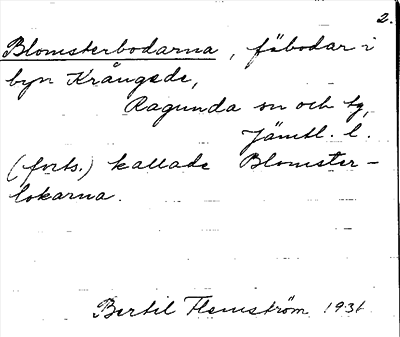 2.
Blomsterbodarna, fäbodar i
byn Krångede,
Ragunda sn och tg,
Jämtl. l.
(forts.) kallade Blomster-
lokarna.
Bertil Flemström 1931